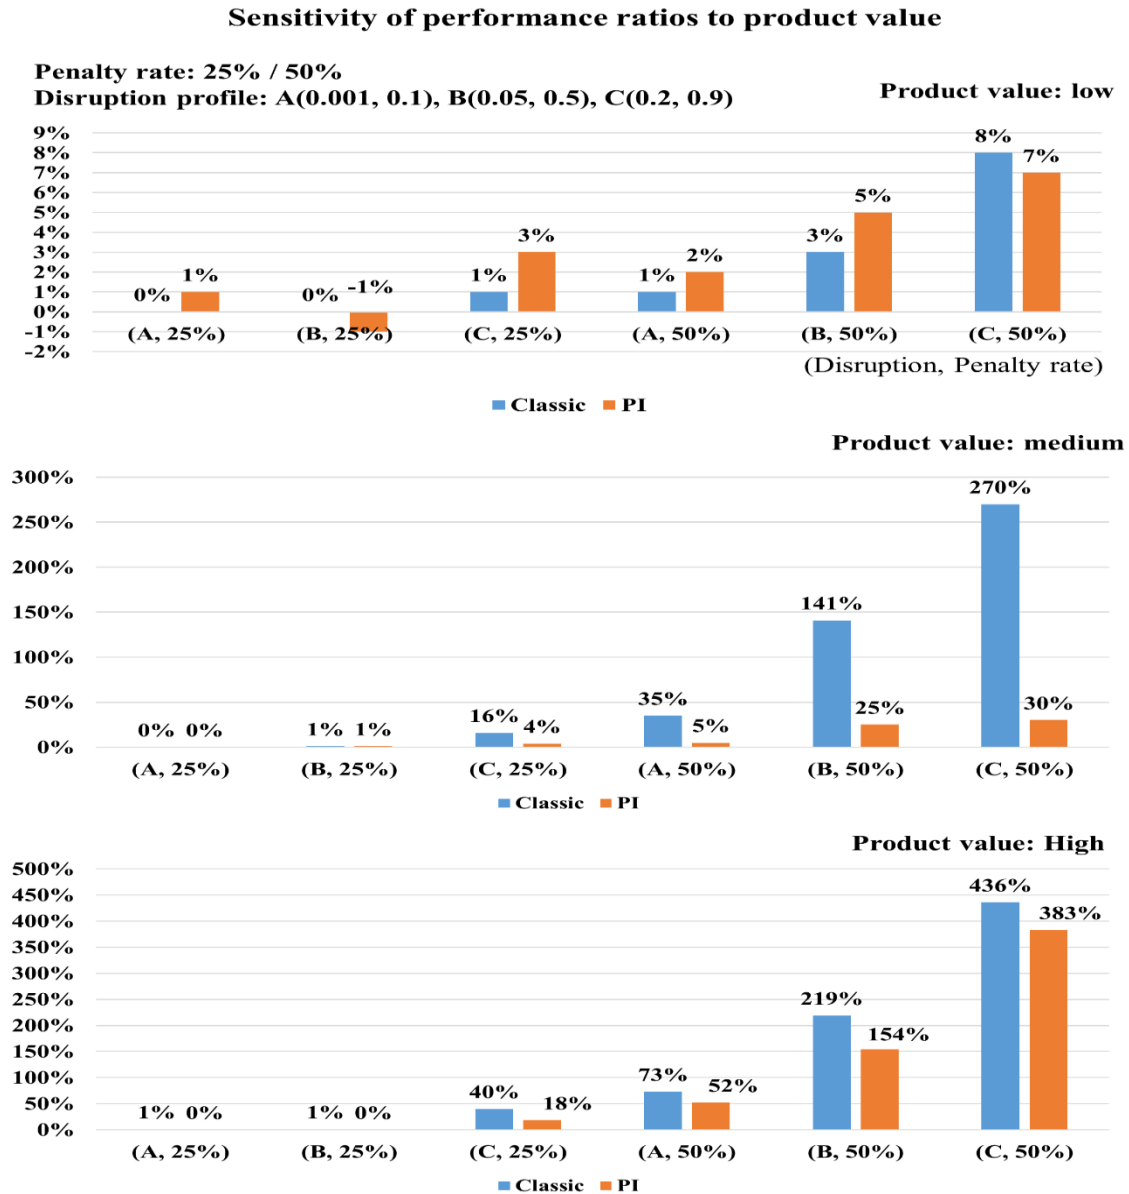 Sensitivity of performance ratios to product value
Penalty rate: 25% / 50%
Disruption profile: A(0.001, 0.1), B(0.05, 0.5), C(0.2, 0.9)
Product value: low
9%
8%
7%
6%
5%
4%
3%
2%
1%
0%
-1%
-2%
0% 1% 0% -1% 1% 3% 1% 2% 3% 5% 8% 7%
(A, 25%) (B, 25%) (C, 25%) (A, 50%) (B, 50%) (C, 50%)
(Disruption, Penalty rate)
Classic PI
Product value: medium
300%
250%
200%
150%
100%
50%
0%
0% 0% 1% 1% 16% 4% 35% 5% 141% 25% 270% 30%
(A, 25%) (B, 25%) (C, 25%) (A, 50%) (B, 50%) (C, 50%)
Classic PI
Product value: High
500%
450%
400%
350%
300%
250%
200%
150%
100%
50%
0%
1% 0% 1% 0% 40% 18% 73% 52% 219% 154% 436% 383%
(A, 25%) (B, 25%) (C, 25%) (A, 50%) (B, 50%) (C, 50%)
Classic PI